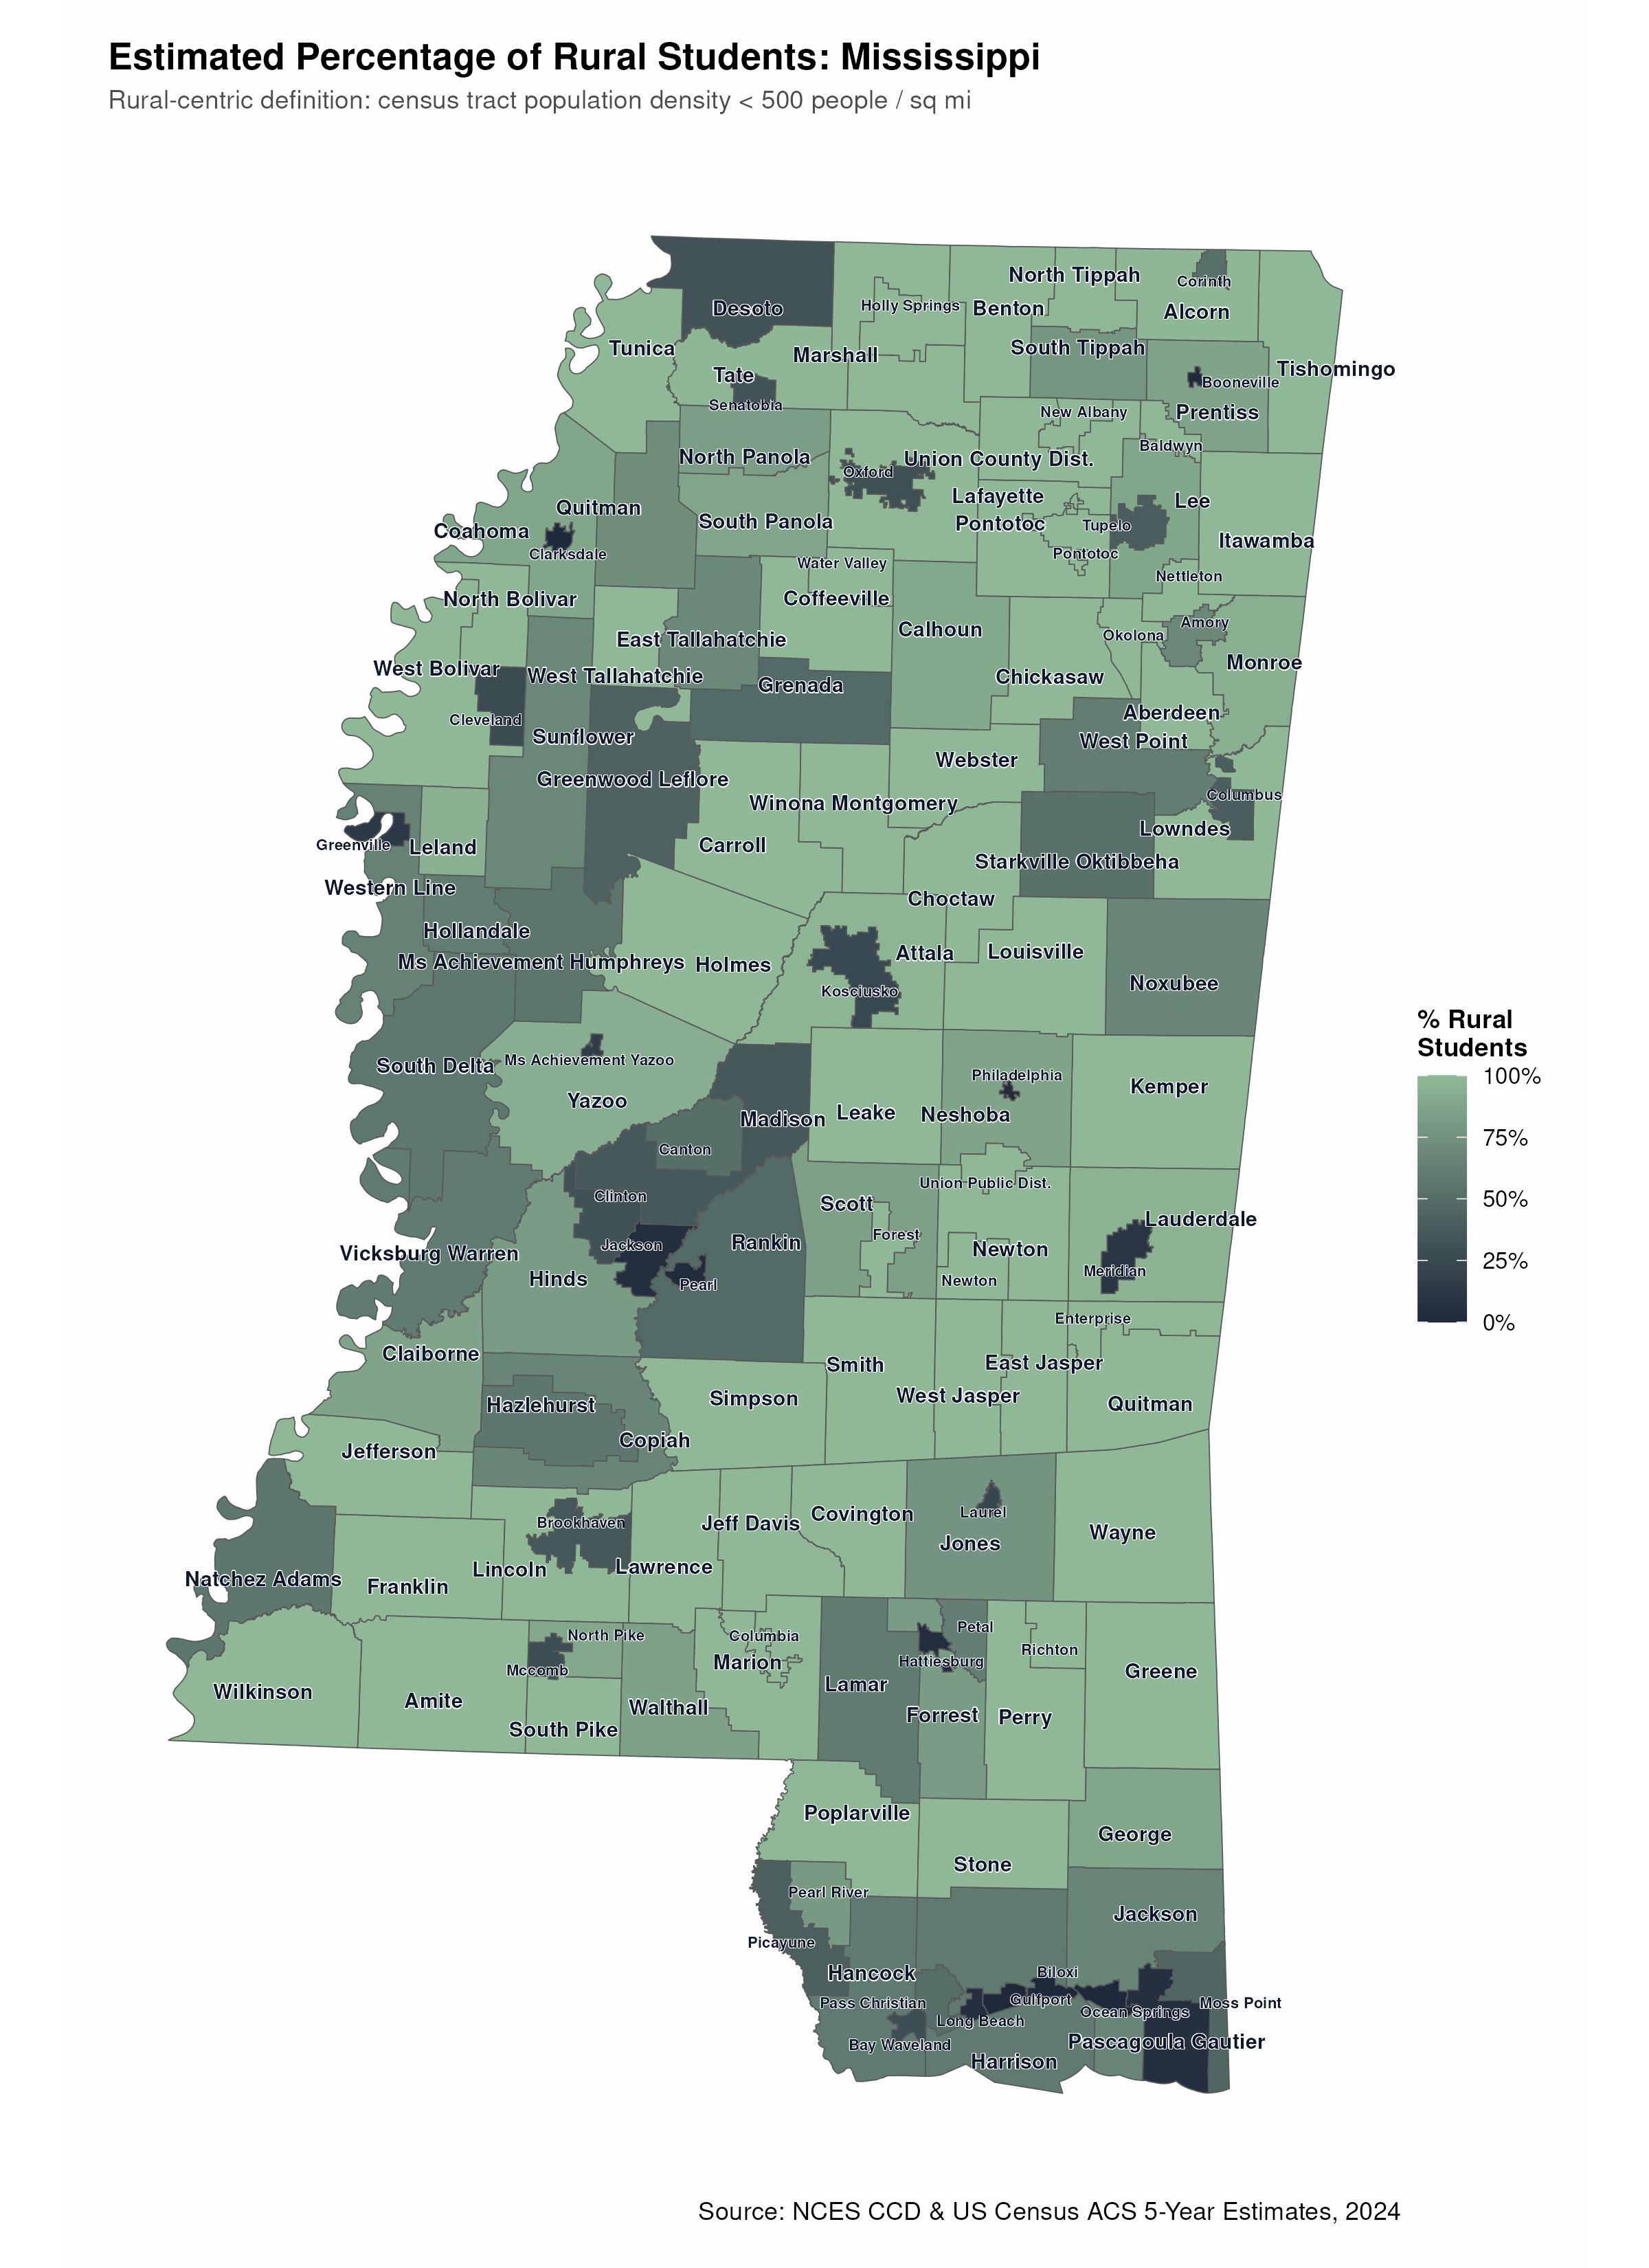 Estimated Percentage of Rural Students: Mississippi
Rural-centric definition: census tract population density < 500 people / sq mi
North Tippah
Corinth
Holly Springs
Benton
Desoto
Alcorn
Tunica
South Tippah
Marshall
Tishomingo
Tate
Booneville
Senatobia
New Albany
Prentiss
Baldwyn
North Panola
Union County Dist.
Oxford
Lafayette
Lee
Quitman
South Panola
Pontotoc
Tupelo
Coahoma
Itawamba
Clarksdale
Pontotoc
Water Valley
Nettleton
North Bolivar
Coffeeville
Amory
Calhoun
Okolona
East Tallahatchie
Monroe
West Bolivar
West Tallahatchie
Chickasaw
Grenada
Aberdeen
Cleveland
Sunflower
West Point
Webster
Greenwood Leflore
Columbus
Winona Montgomery
Lowndes
Greenville
Leland
Carroll
Starkville Oktibbeha
Western Line
Choctaw
Hollandale
Attala
Louisville
Ms Achievement Humphreys
Holmes
Noxubee
Kosciusko
% Rural
Students
South Delta
Ms Achievement Yazoo
Philadelphia
100%
Kemper
Yazoo
Madison
Leake
Neshoba
75%
Canton
Union Public Dist.
Clinton
Scott
50%
Lauderdale
Forest
Jackson
Rankin
Vicksburg Warren
Newton
25%
Meridian
Hinds
Pearl
Newton
Enterprise
0%
Claiborne
Smith
East Jasper
Hazlehurst
Simpson
West Jasper
Quitman
Copiah
Jefferson
Brookhaven
Jeff Davis
Covington
Laurel
Wayne
Jones
Lincoln
Lawrence
Natchez Adams
Franklin
Petal
North Pike
Columbia
Richton
Mccomb
Marion
Hattiesburg
Greene
Wilkinson
Amite
Lamar
Walthall
Forrest
Perry
South Pike
Poplarville
George
Stone
Pearl River
Jackson
Picayune
Hancock
Biloxi
Pass Christian
Gulfport
Moss Point
Ocean Springs
Long Beach
Bay Waveland
Pascagoula Gautier
Harrison
Source: NCES CCD & US Census ACS 5-Year Estimates, 2024